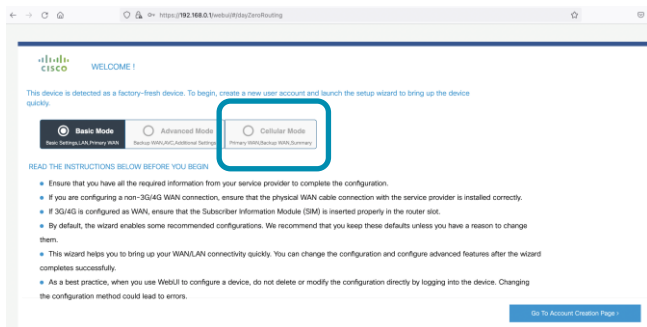 https://192.168.0.1/webui/#/dayZeroRouting
CISCO
WELCOME !
This device is detected as a factory-fresh device. To begin, create a new user account and launch the setup wizard to bring up the device
quickly.
Basic Mode
Basic Settings,LAN,Primary WAN
Advanced Mode
Backup WAN,AVC,Additional Settings
Cellular Mode
Primary WAN,Backup WAN,Summary
READ THE INSTRUCTIONS BELOW BEFORE YOU BEGIN
Ensure that you have all the required information from your service provider to complete the configuration.
If you are configuring a non-3G/4G WAN connection, ensure that the physical WAN cable connection with the service provider is installed correctly.
If 3G/4G is configured as WAN, ensure that the Subscriber Information Module (SIM) is inserted properly in the router slot.
By default, the wizard enables some recommended configurations. We recommend that you keep these defaults unless you have a reason to change
them.
This wizard helps you to bring up your WAN/LAN connectivity quickly. You can change the configuration and configure advanced features after the wizard
completes successfully.
As a best practice, when you use WebUI to configure a device, do not delete or modify the configuration directly by logging into the device. Changing
the configuration method could lead to errors.
Go To Account Creation Page ›